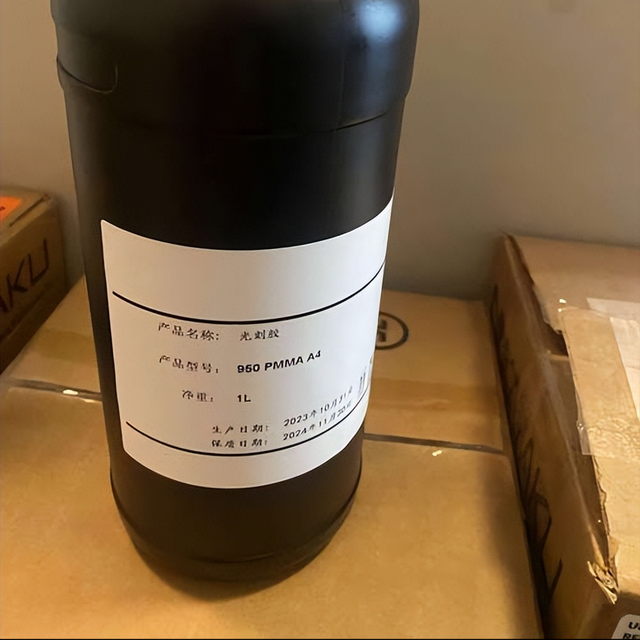 产品名称： 光刻胶
产品型号： 950 PMMA A4
净重： 1L
生产日期： 2023年10月31日
保质日期： 2024年11月30日
AKU